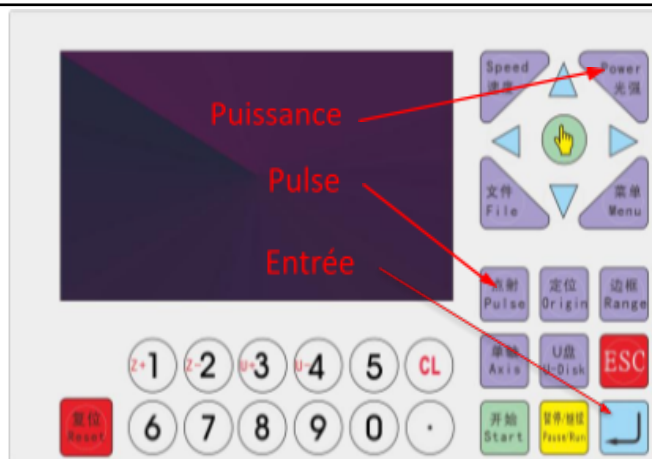 Speed
速度
Power
光强
Puissance
Pulse
文件
File
菜单
Menu
Entrée
点射
Pulse
定位
Origin
边框
Range
单轴
Axis
U盘
U-Disk
ESC
Z+1
Z-2
U+3
U-4
5
CL
复位
Reset
6
7
8
9
0
.
开始
Start
暂停/继续
Pause/Run